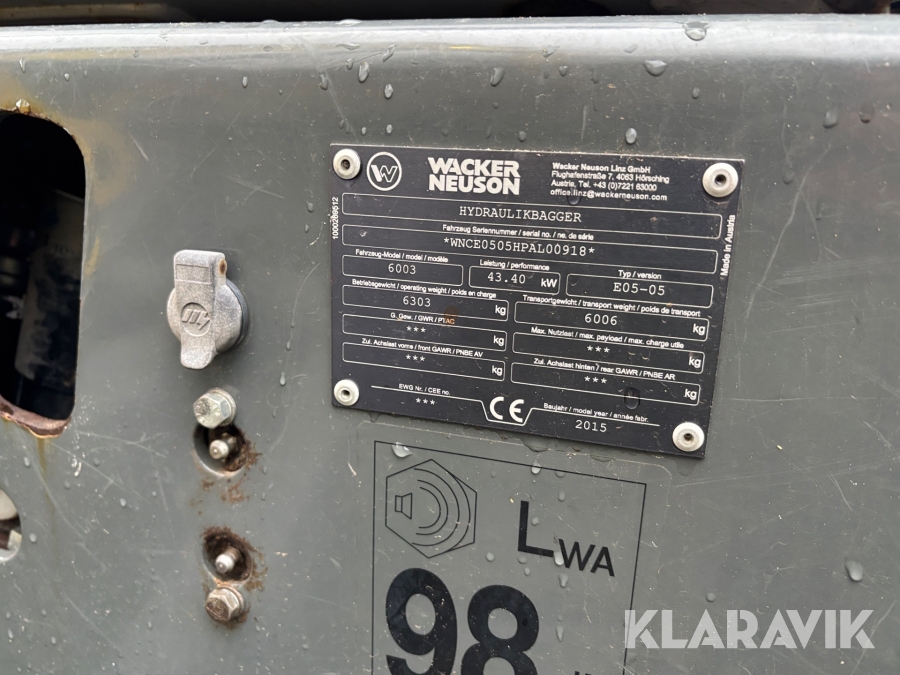 WACKER
NEUSON
Wacker Neuson Linz GmbH
Flughafenstraße 7, 4063 Hörsching
Austria, Tel. +43 (0)7221 63000
office.linz@wackerneuson.com
HYDRAULIKBAGGER
Fahrzeug Seriennummer / serial no. / no. de série
*WNCE0505HPAL00918*
Fahrzeug-Model / model / modéle
6003
Leistung / performance
43.40 kW
Typ / version
E05-05
Betriebsgewicht / operating weight / poids en charge
6303 kg
Transportgewicht / transport weight / poides de transport
6006 kg
G. Gew. / GWR / PTAC
*** kg
Max. Nutzlast / max. payload / max. charge utile
*** kg
Zul. Achslast vorne / front GAWR / PNBE AV
*** kg
Zul. Achslast hinten / rear GAWR / PNBE AR
*** kg
EWG Nr. / CEE no.
***
CE
Baujahr / model year / année fabr.
2015
Made in Austria
LWA
98
KLARAVIK